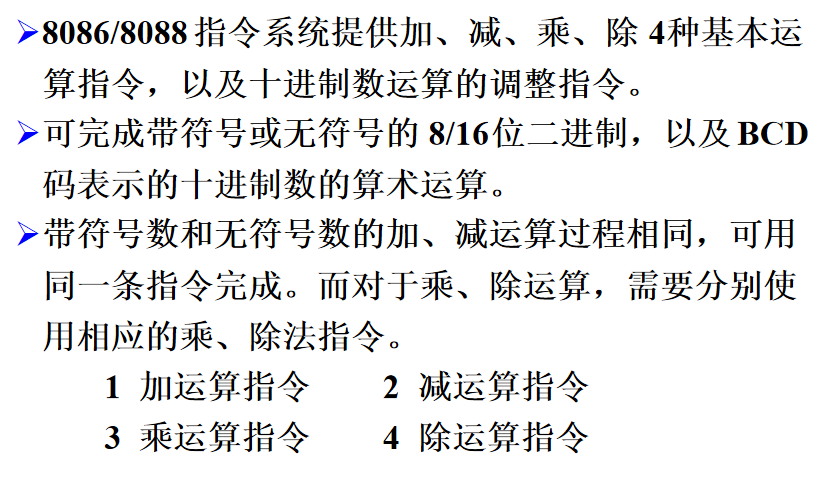 ➢8086/8088 指令系统提供加、减、乘、除 4种基本运
算指令，以及十进制数运算的调整指令。
➢可完成带符号或无符号的 8/16位二进制，以及 BCD
码表示的十进制数的算术运算。
➢带符号数和无符号数的加、减运算过程相同，可用
同一条指令完成。而对于乘、除运算，需要分别使
用相应的乘、除法指令。
1 加运算指令 2 减运算指令
3 乘运算指令 4 除运算指令